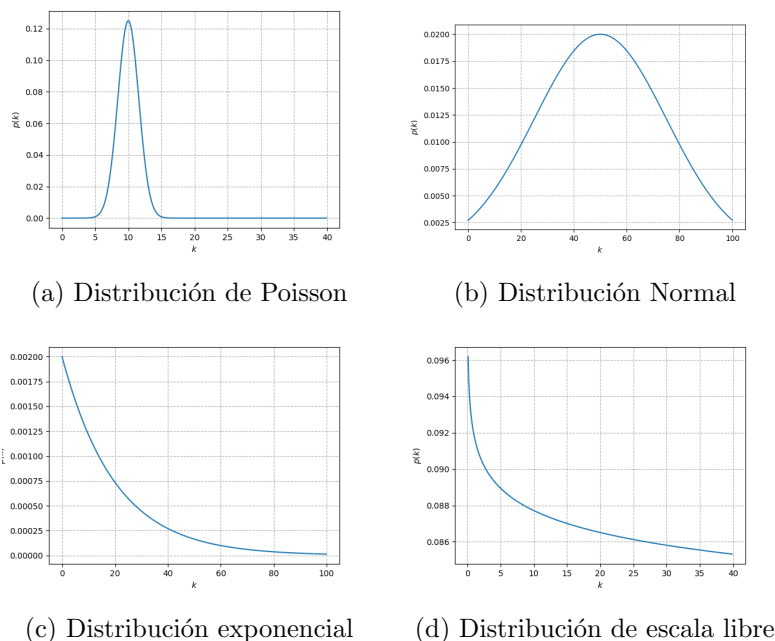 0.12
0.10
0.08
0.06
0.04
0.02
0.00
p(k)
0 5 10 15 20 25 30 35 40
k
(a) Distribución de Poisson
0.0200
0.0175
0.0150
0.0125
0.0100
0.0075
0.0050
0.0025
p(k)
0 20 40 60 80 100
k
(b) Distribución Normal
0.00200
0.00175
0.00150
0.00125
0.00100
0.00075
0.00050
0.00025
0.00000
0 20 40 60 80 100
k
(c) Distribución exponencial
0.096
0.094
0.092
0.090
0.088
0.086
p(k)
0 5 10 15 20 25 30 35 40
k
(d) Distribución de escala libre